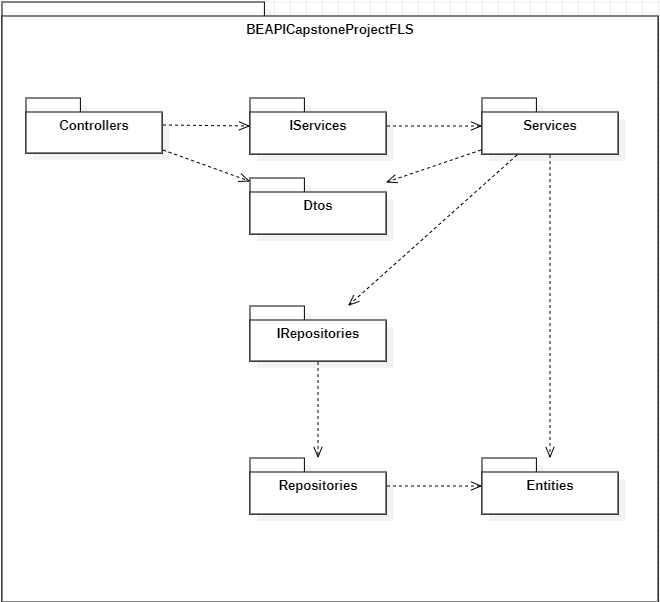 BEAPICapstoneProjectFLS
Controllers
IServices
Services
Dtos
IRepositories
Repositories
Entities